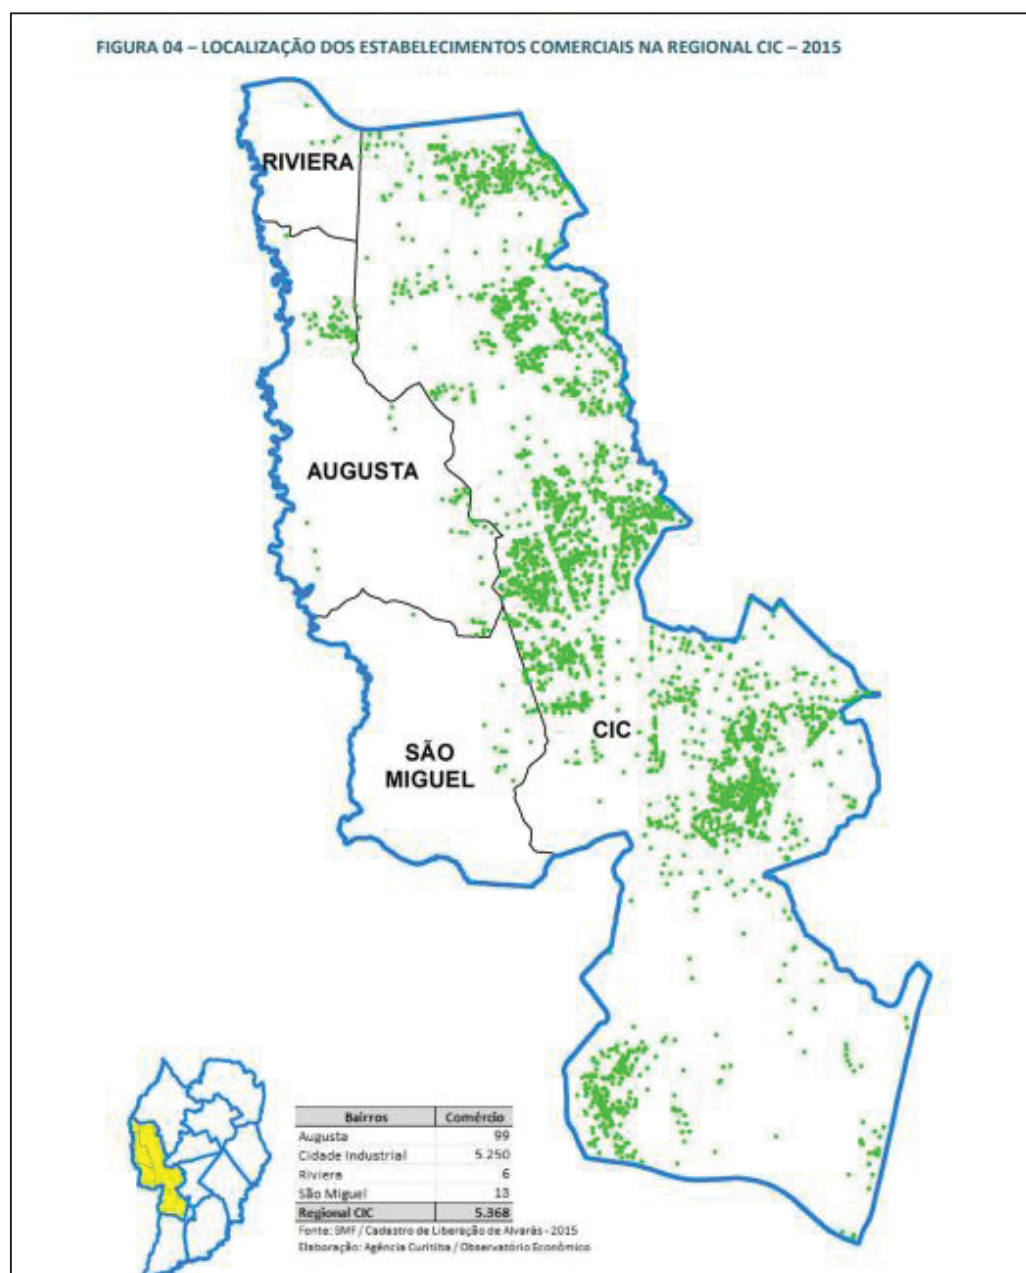 FIGURA 04 – LOCALIZAÇÃO DOS ESTABELECIMENTOS COMERCIAIS NA REGIONAL CIC – 2015
RIVIERA
AUGUSTA
CIC
SÃO
MIGUEL
Bairros Comércio
Augusta 99
Cidade Industrial 5.250
Riviera 6
São Miguel 13
Regional CIC 5.368
Fonte: SMF / Cadastro de Liberação de Alvarás - 2015
Elaboração: Agência Curitiba / Observatório Econômico